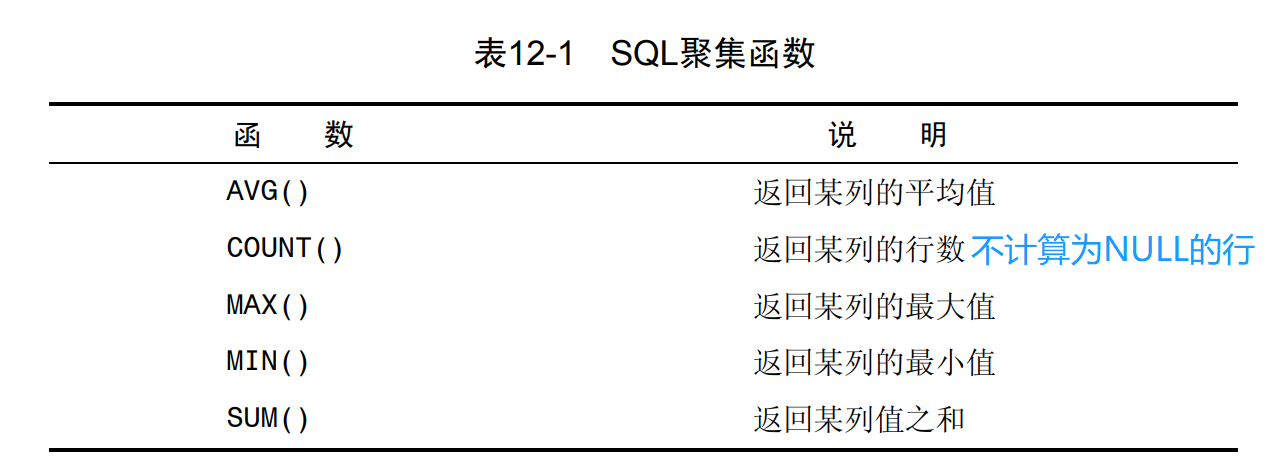 表12-1 SQL聚集函数
函 数 说 明
AVG() 返回某列的平均值
COUNT() 返回某列的行数 不计算为NULL的行
MAX() 返回某列的最大值
MIN() 返回某列的最小值
SUM() 返回某列值之和